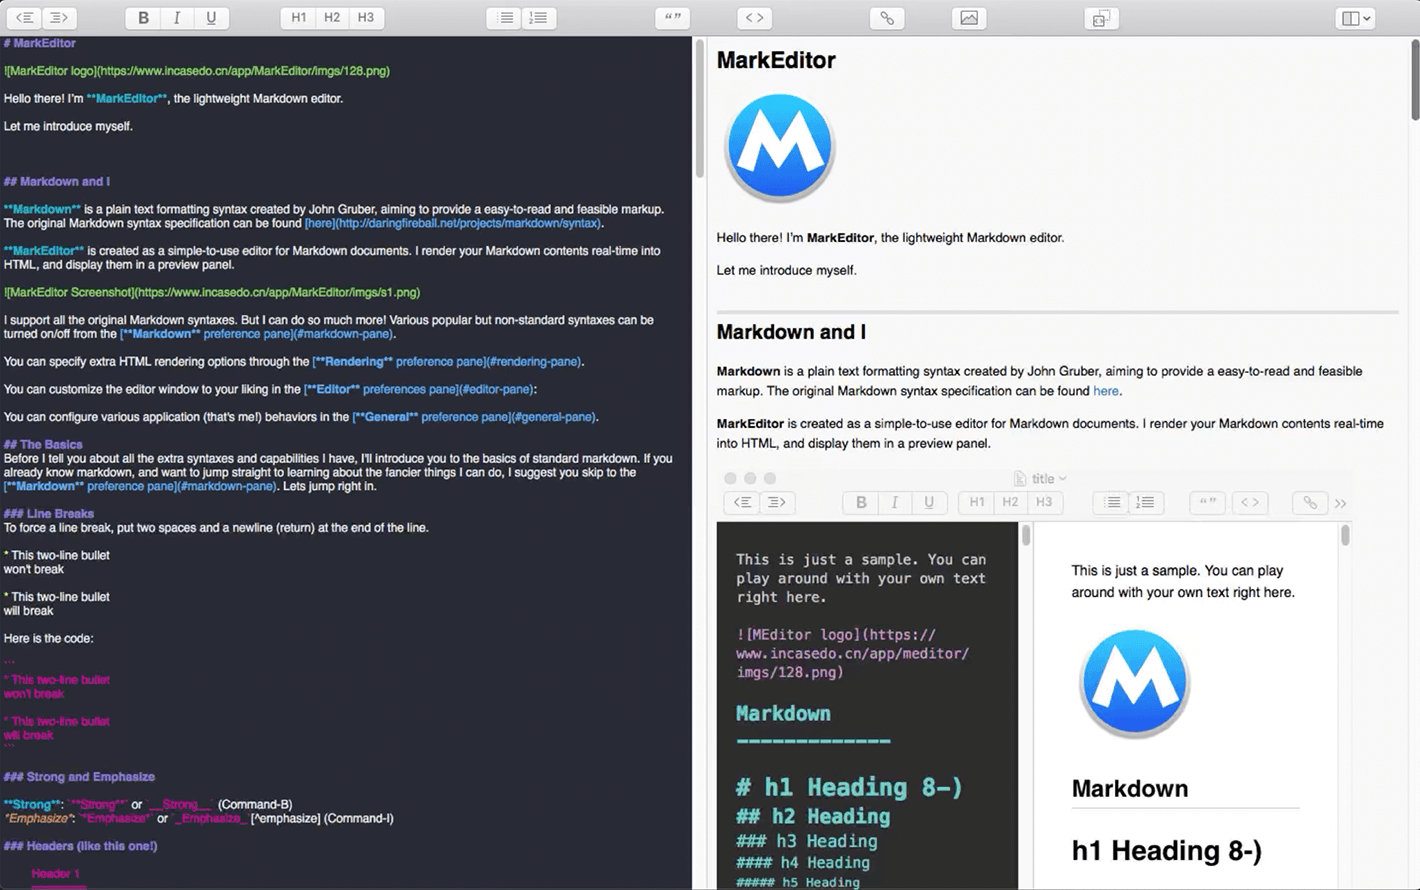 B I U H1 H2 H3 “ ” < >
# MarkEditor
![MarkEditor logo](https://www.incasedo.cn/app/MarkEditor/imgs/128.png)
Hello there! I’m **MarkEditor**, the lightweight Markdown editor.
Let me introduce myself.
## Markdown and I
**Markdown** is a plain text formatting syntax created by John Gruber, aiming to provide a easy-to-read and feasible markup.
The original Markdown syntax specification can be found [here](http://daringfireball.net/projects/markdown/syntax).
**MarkEditor** is created as a simple-to-use editor for Markdown documents. I render your Markdown contents real-time into
HTML, and display them in a preview panel.
![MarkEditor Screenshot](https://www.incasedo.cn/app/MarkEditor/imgs/s1.png)
I support all the original Markdown syntaxes. But I can do so much more! Various popular but non-standard syntaxes can be
turned on/off from the [**Markdown** preference pane](#markdown-pane).
You can specify extra HTML rendering options through the [**Rendering** preference pane](#rendering-pane).
You can customize the editor window to your liking in the [**Editor** preferences pane](#editor-pane):
You can configure various application (that's me!) behaviors in the [**General** preference pane](#general-pane).
## The Basics
Before I tell you about all the extra syntaxes and capabilities I have, I'll introduce you to the basics of standard markdown. If you
already know markdown, and want to jump straight to learning about the fancier things I can do, I suggest you skip to the
[**Markdown** preference pane](#markdown-pane). Lets jump right in.
### Line Breaks
To force a line break, put two spaces and a newline (return) at the end of the line.
* This two-line bullet
won't break
* This two-line bullet
will break
Here is the code:
```
* This two-line bullet
won't break
* This two-line bullet
will break
```
### Strong and Emphasize
**Strong**: `**Strong**` or `__Strong__` (Command-B)
*Emphasize*: `*Emphasize*` or `_Emphasize_`[^emphasize] (Command-I)
### Headers (like this one!)
Header 1
MarkEditor
M
Hello there! I’m MarkEditor, the lightweight Markdown editor.
Let me introduce myself.
Markdown and I
Markdown is a plain text formatting syntax created by John Gruber, aiming to provide a easy-to-read and feasible
markup. The original Markdown syntax specification can be found here.
MarkEditor is created as a simple-to-use editor for Markdown documents. I render your Markdown contents real-time
into HTML, and display them in a preview panel.
title
B I U H1 H2 H3 “ ” < > >>
This is just a sample. You can
play around with your own text
right here.
![MEditor logo](https://
www.incasedo.cn/app/meditor/
imgs/128.png)
Markdown
-------------
# h1 Heading 8-)
## h2 Heading
### h3 Heading
#### h4 Heading
##### h5 Heading
This is just a sample. You can play
around with your own text right here.
M
Markdown
h1 Heading 8-)